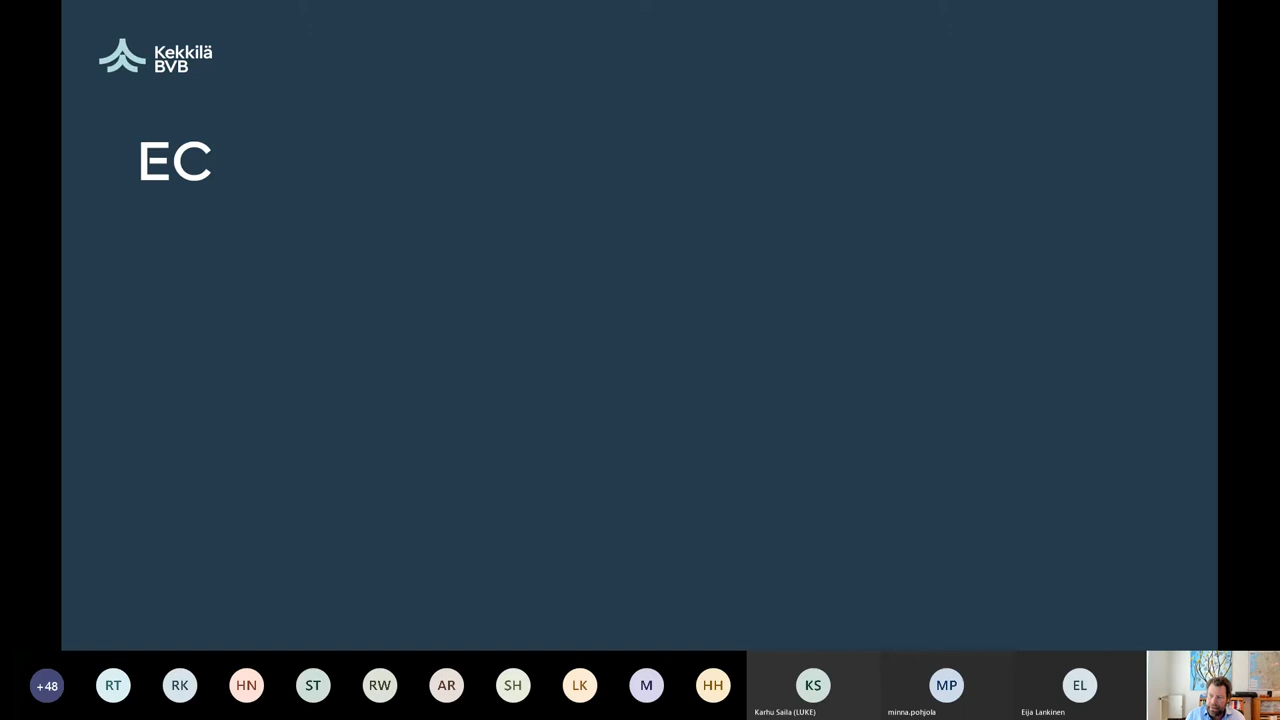 Kekkilä
BVB
EC
+48
RT
RK
HN
ST
RW
AR
SH
LK
M
HH
KS
MP
EL
Karhu Saila (LUKE)
minna.pohjola
Eija Lankinen